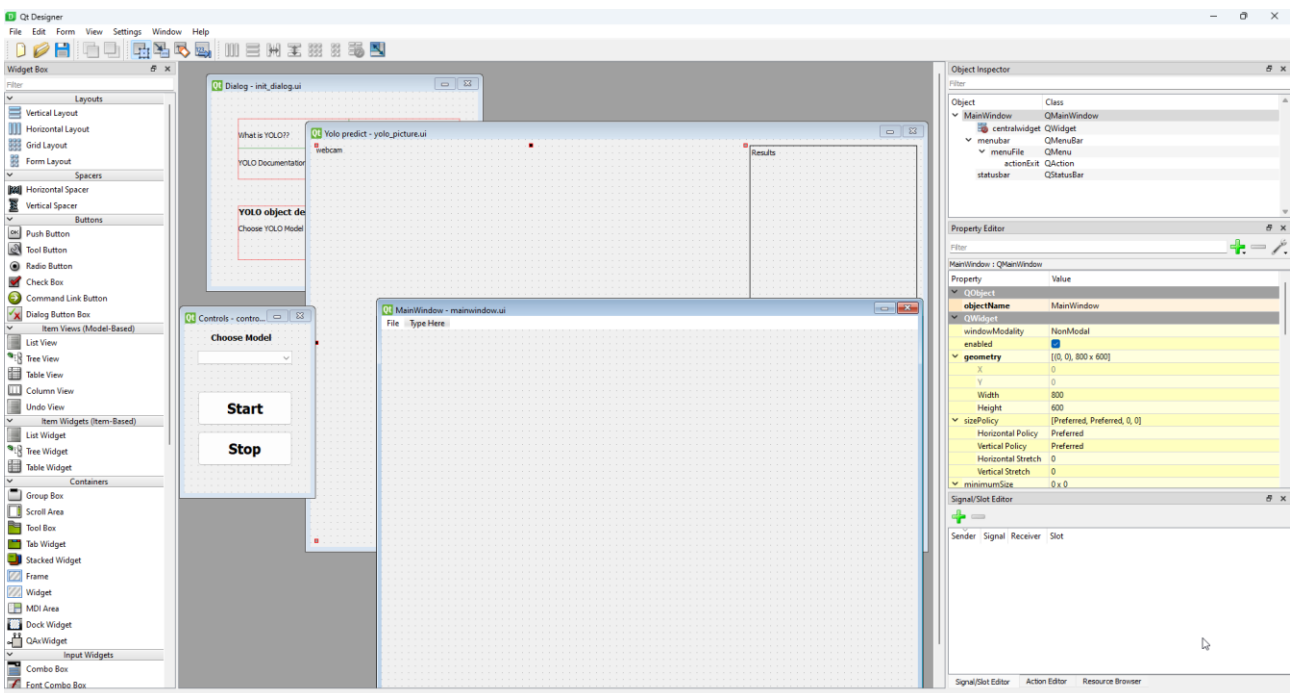 Qt Designer
File Edit Form View Settings Window Help
Widget Box
Filter
Layouts
Vertical Layout
Horizontal Layout
Grid Layout
Form Layout
Spacers
Horizontal Spacer
Vertical Spacer
Buttons
Push Button
Tool Button
Radio Button
Check Box
Command Link Button
Dialog Button Box
Item Views (Model-Based)
List View
Tree View
Table View
Column View
Undo View
Item Widgets (Item-Based)
List Widget
Tree Widget
Table Widget
Containers
Group Box
Scroll Area
Tool Box
Tab Widget
Stacked Widget
Frame
Widget
MDI Area
Dock Widget
QAxWidget
Input Widgets
Combo Box
Font Combo Box
Dialog - init_dialog.ui
What is YOLO??
YOLO Documentation
YOLO object de
Choose YOLO Model
Yolo predict - yolo_picture.ui
webcam
Results
Controls - contro...
Choose Model
Start
Stop
MainWindow - mainwindow.ui
File Type Here
Object Inspector
Filter
Object Class
MainWindow QMainWindow
centralwidget QWidget
menubar QMenuBar
menuFile QMenu
actionExit QAction
statusbar QStatusBar
Property Editor
Filter
MainWindow : QMainWindow
Property Value
QObject
objectName MainWindow
QWidget
windowModality NonModal
enabled
geometry [(0, 0), 800 x 600]
X 0
Y 0
Width 800
Height 600
sizePolicy [Preferred, Preferred, 0, 0]
Horizontal Policy Preferred
Vertical Policy Preferred
Horizontal Stretch 0
Vertical Stretch 0
minimumSize 0 x 0
Signal/Slot Editor
Sender Signal Receiver Slot
Signal/Slot Editor Action Editor Resource Browser